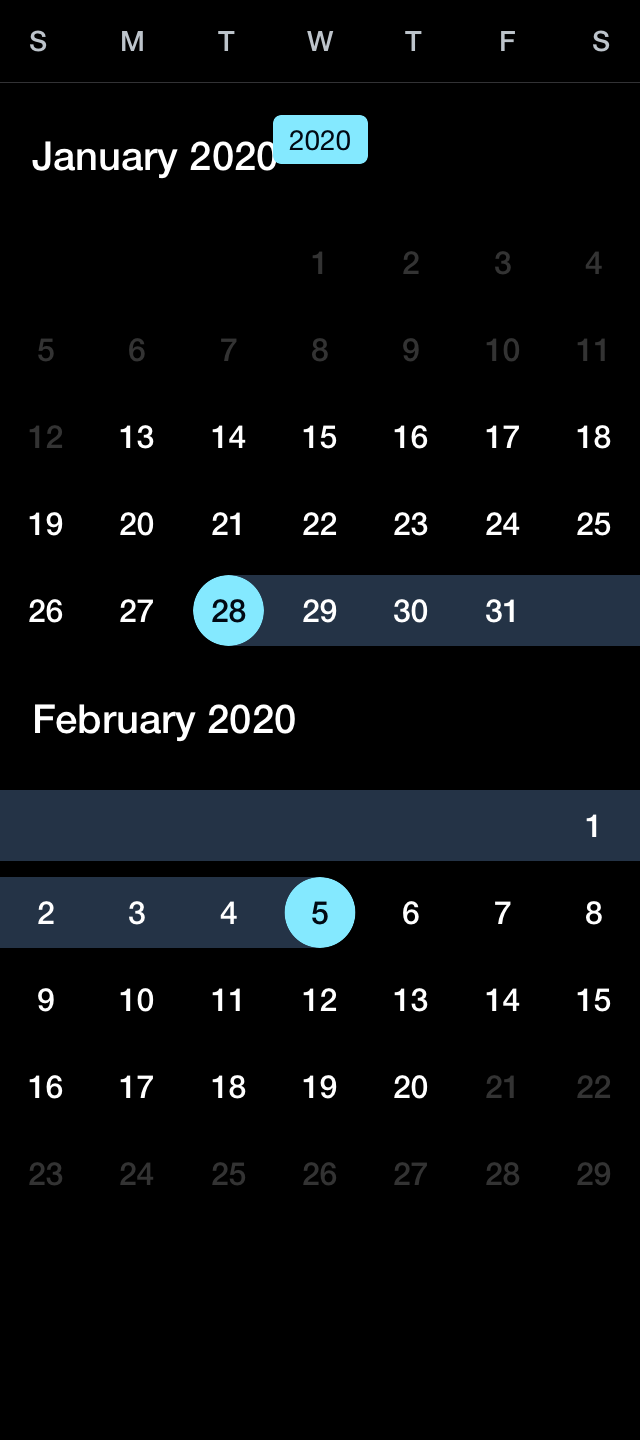 S M T W T F S
2020
January 2020
1 2 3 4
5 6 7 8 9 10 11
12 13 14 15 16 17 18
19 20 21 22 23 24 25
26 27 28 29 30 31
February 2020
1
2 3 4 5 6 7 8
9 10 11 12 13 14 15
16 17 18 19 20 21 22
23 24 25 26 27 28 29